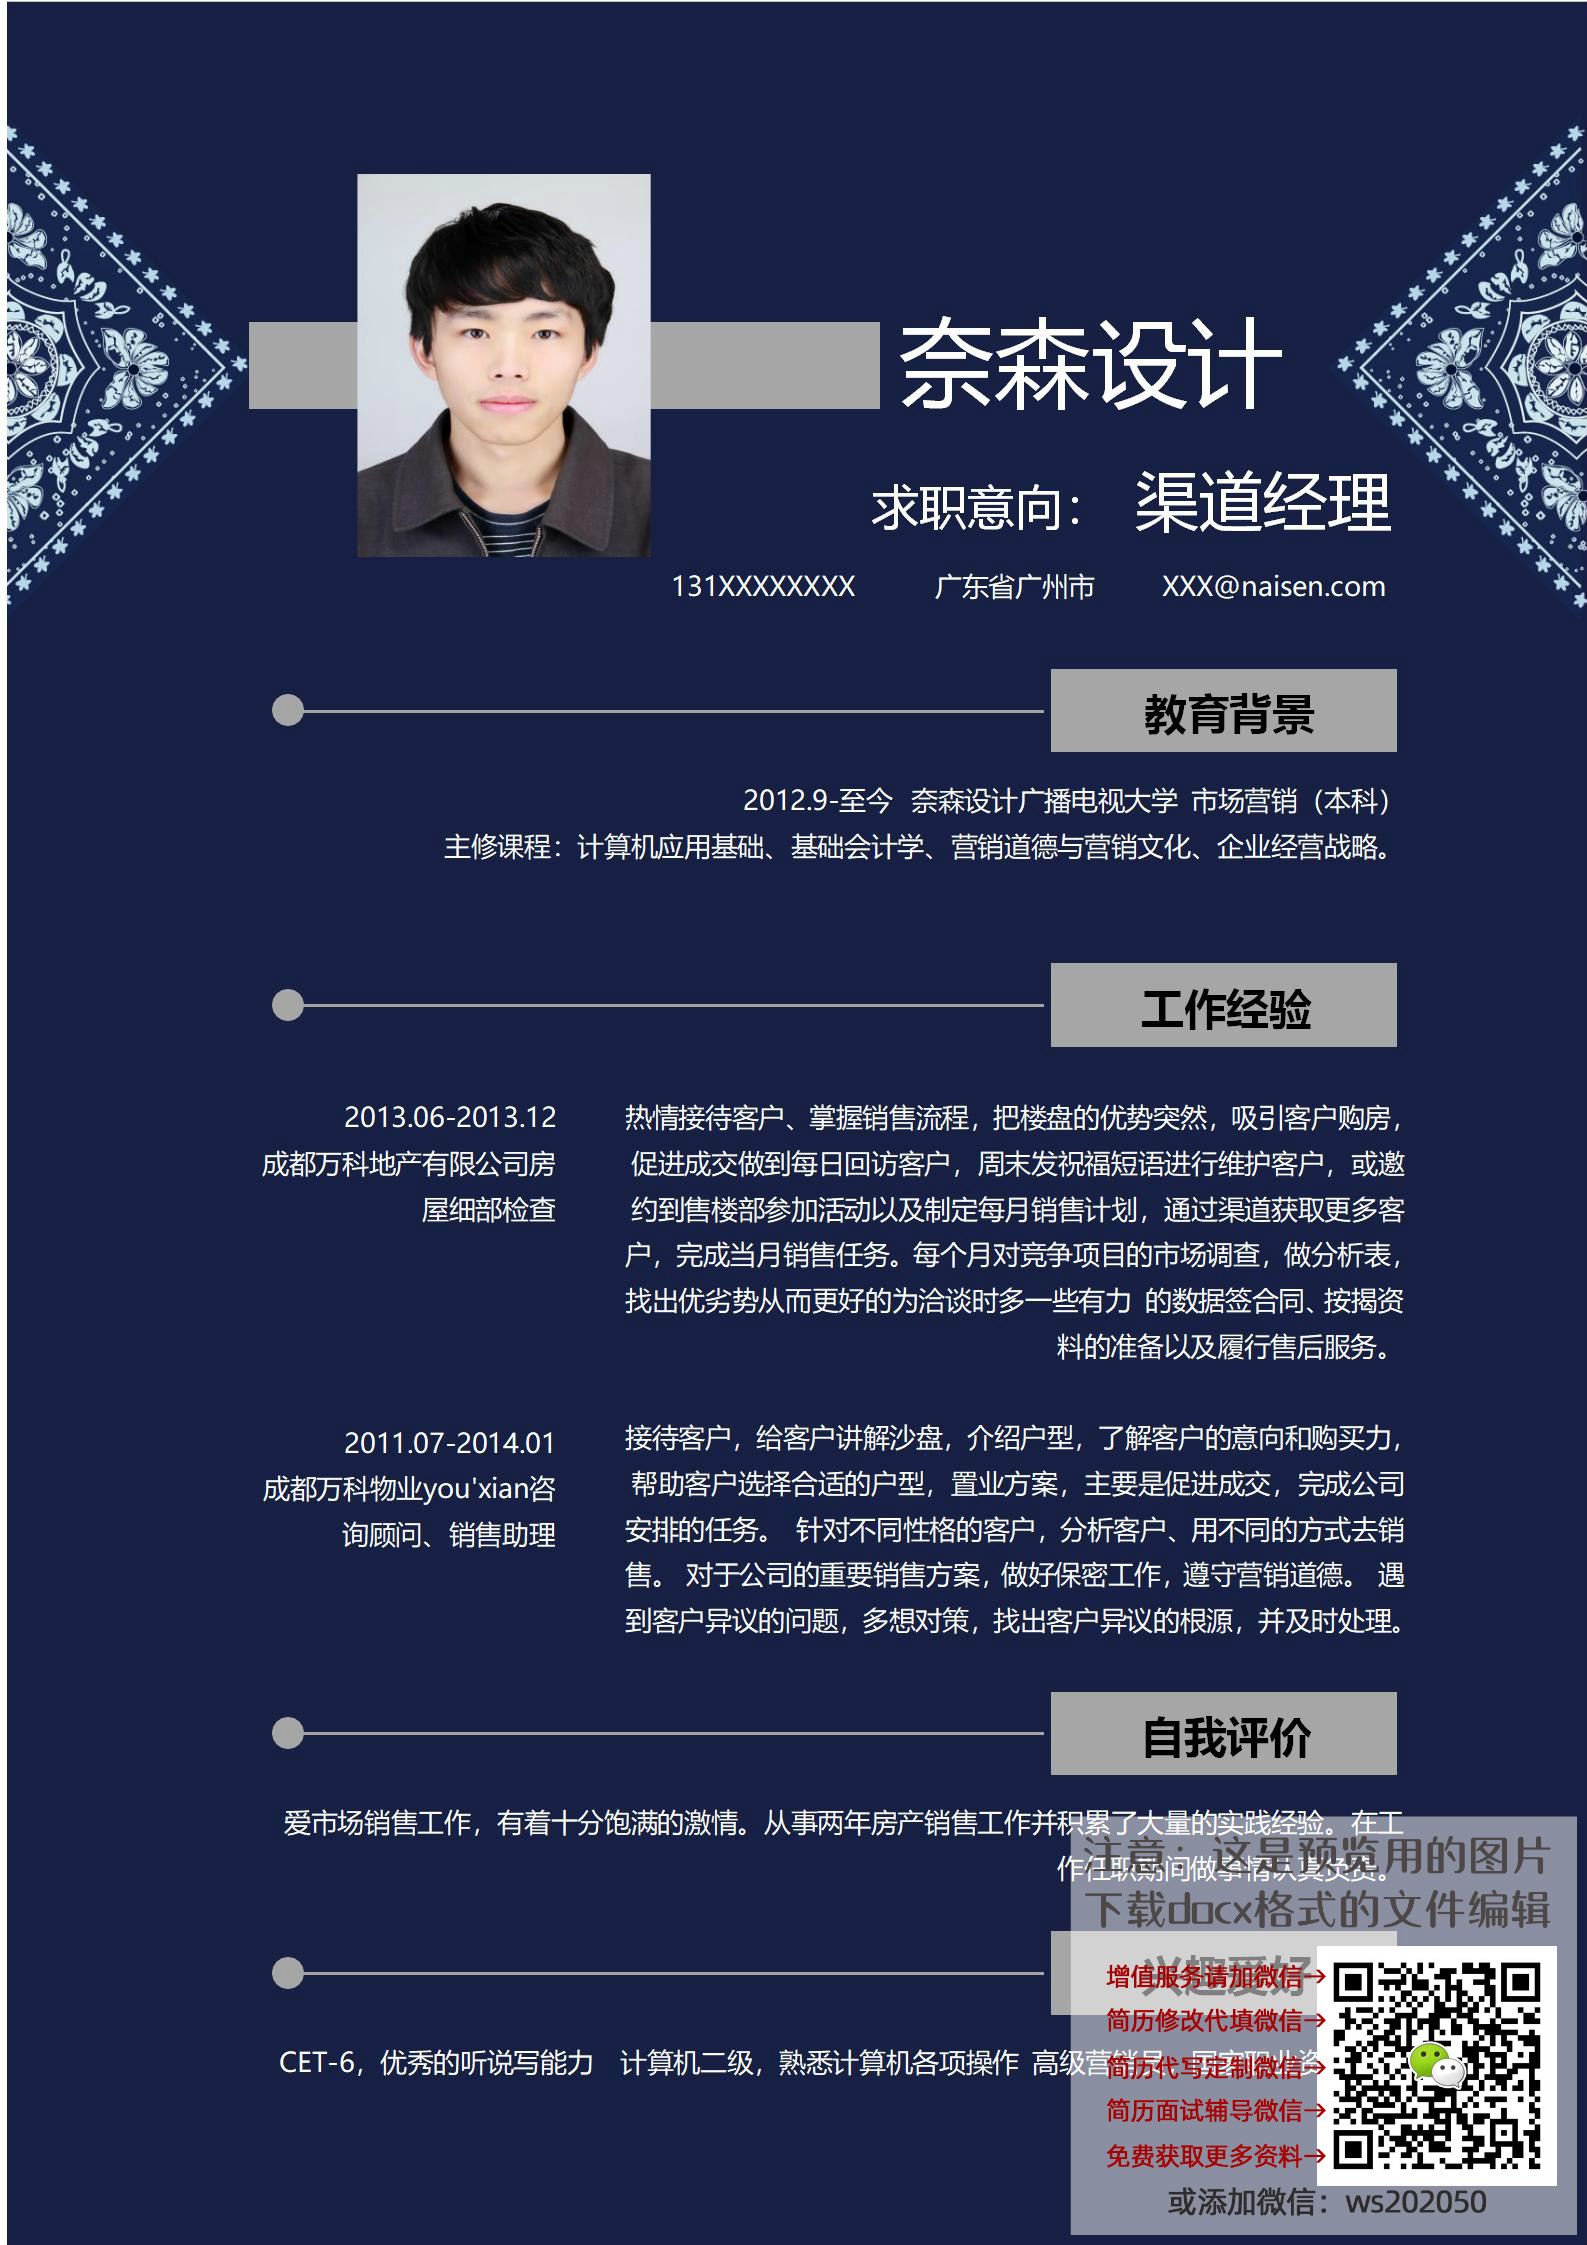 奈森设计
求职意向： 渠道经理
131XXXXXXXX 广东省广州市 XXX@naisen.com
教育背景
2012.9-至今 奈森设计广播电视大学 市场营销（本科）
主修课程：计算机应用基础、基础会计学、营销道德与营销文化、企业经营战略。
工作经验
2013.06-2013.12
成都万科地产有限公司房
屋细部检查
热情接待客户、掌握销售流程，把楼盘的优势突然，吸引客户购房，
促进成交做到每日回访客户，周末发祝福短语进行维护客户，或邀
约到售楼部参加活动以及制定每月销售计划，通过渠道获取更多客
户，完成当月销售任务。每个月对竞争项目的市场调查，做分析表，
找出优劣势从而更好的为洽谈时多一些有力 的数据签合同、按揭资
料的准备以及履行售后服务。
2011.07-2014.01
成都万科物业you'xian咨
询顾问、销售助理
接待客户，给客户讲解沙盘，介绍户型，了解客户的意向和购买力，
帮助客户选择合适的户型，置业方案，主要是促进成交，完成公司
安排的任务。 针对不同性格的客户，分析客户、用不同的方式去销
售。 对于公司的重要销售方案，做好保密工作，遵守营销道德。 遇
到客户异议的问题，多想对策，找出客户异议的根源，并及时处理。
自我评价
爱市场销售工作，有着十分饱满的激情。从事两年房产销售工作并积累了大量的实践经验。在工
作任职期间做事情认真负责。
注意：这是预览用的图片
下载docx格式的文件编辑
兴趣爱好
CET-6，优秀的听说写能力 计算机二级，熟悉计算机各项操作 高级营销员，国家职业资
增值服务请加微信→
简历修改代填微信→
简历代写定制微信→
简历面试辅导微信→
免费获取更多资料→
或添加微信：ws202050